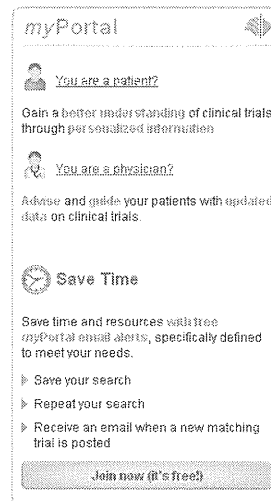 myPortal
You are a patient?
Gain a better understanding of clinical trials
through personalized information
You are a physician?
Advise and guide your patients with updated
data on clinical trials.
Save Time
Save time and resources with free
myPortal email alerts, specifically defined
to meet your needs.
Save your search
Repeat your search
Receive an email when a new matching
trial is posted
Join now (it's free!)